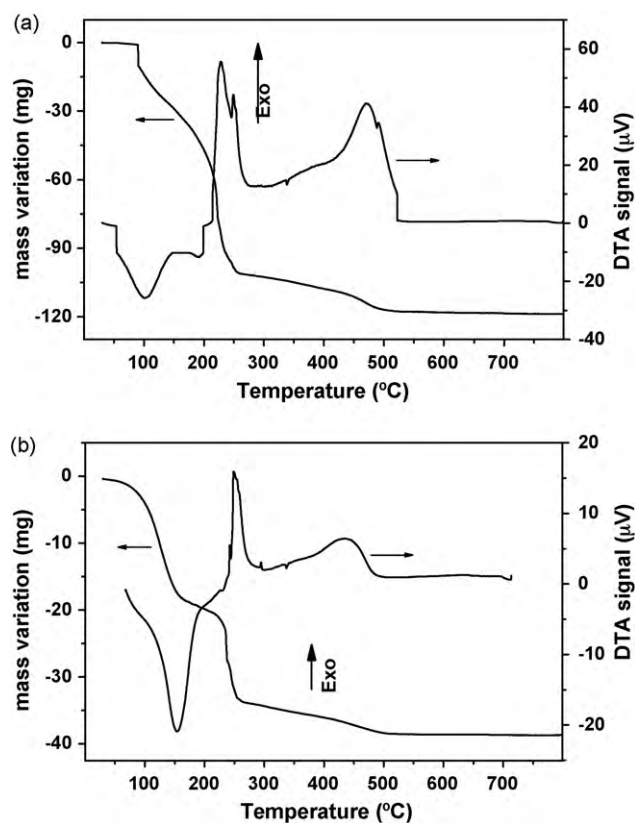 (a)
0
-30
-60
-90
-120
mass variation (mg)
Exo
60
40
20
0
-20
-40
DTA signal (μV)
100 200 300 400 500 600 700
Temperature (ºC)
(b)
0
-10
-20
-30
-40
mass variation (mg)
Exo
20
10
0
-10
-20
DTA signal (μV)
100 200 300 400 500 600 700
Temperature (ºC)